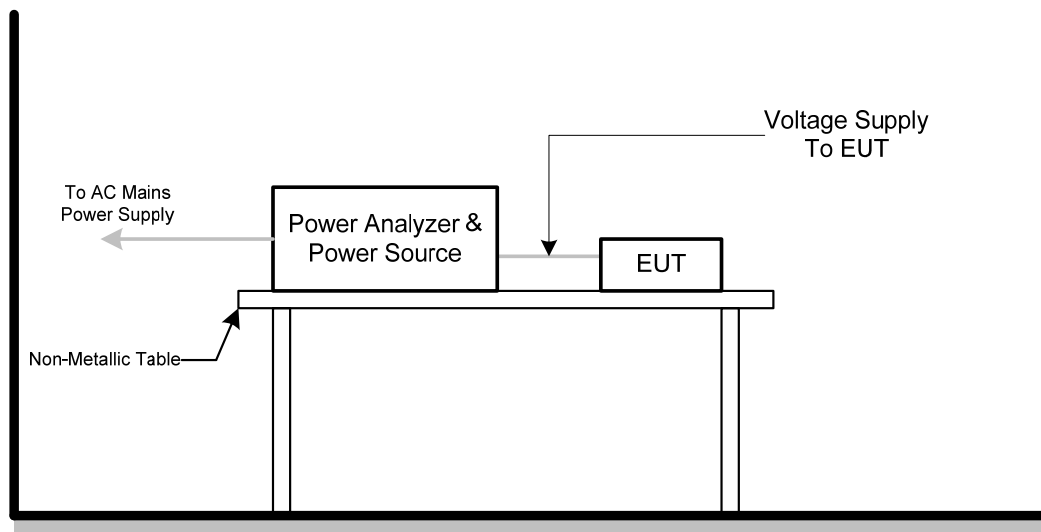 Voltage Supply
To EUT
To AC Mains
Power Supply
Power Analyzer &
Power Source
EUT
Non-Metallic Table